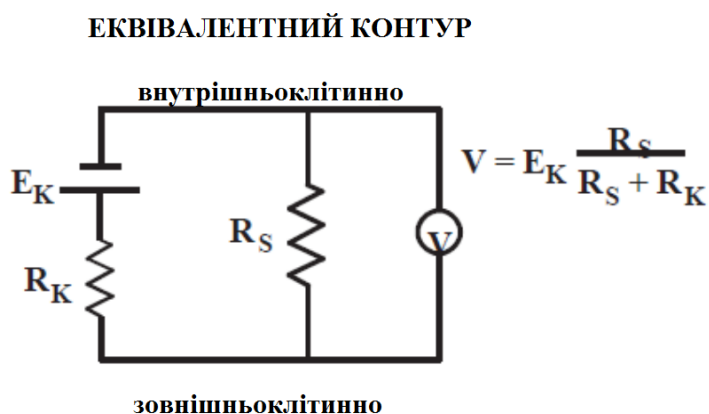 ЕКВІВАЛЕНТНИЙ КОНТУР
внутрішньоклітинно
E_K
R_K
R_S
V
V = E_K R_S / (R_S + R_K)
зовнішньоклітинно